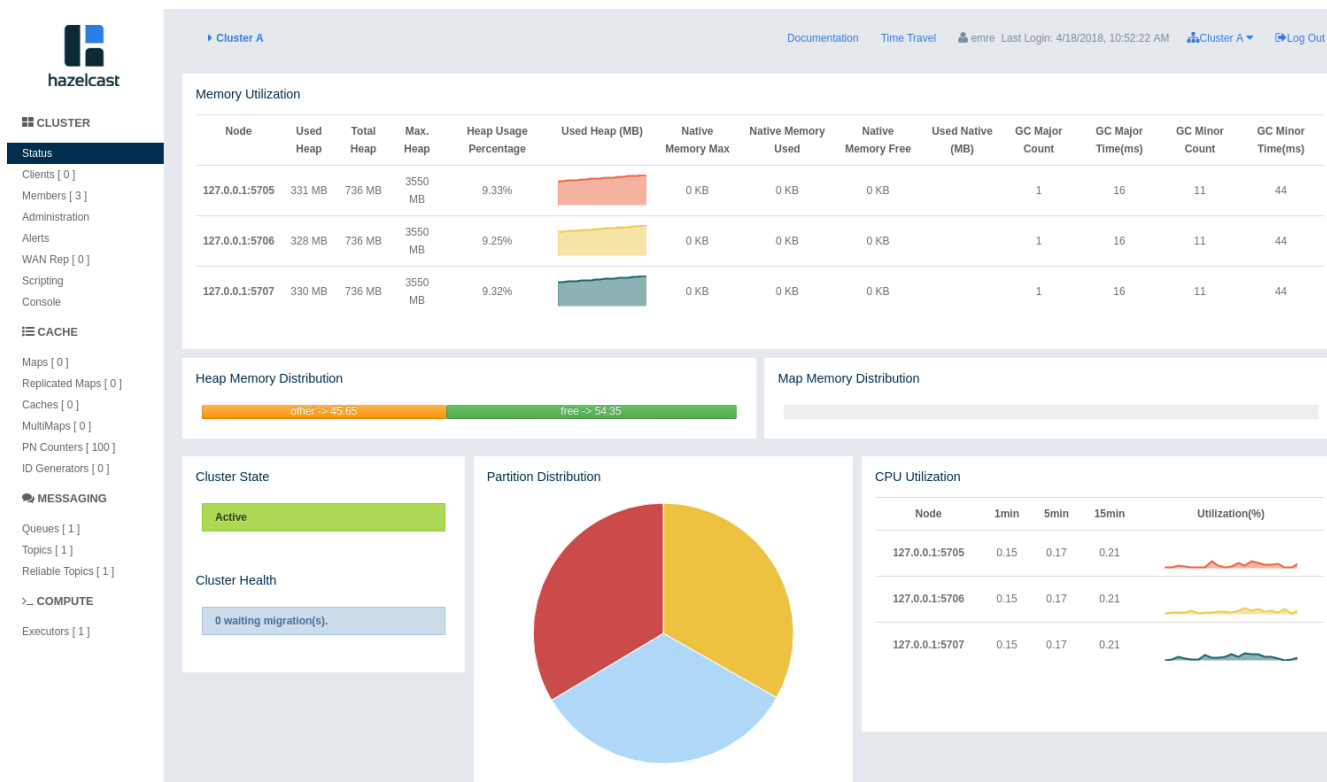 hazelcast
CLUSTER
Status
Clients [ 0 ]
Members [ 3 ]
Administration
Alerts
WAN Rep [ 0 ]
Scripting
Console
CACHE
Maps [ 0 ]
Replicated Maps [ 0 ]
Caches [ 0 ]
MultiMaps [ 0 ]
PN Counters [ 100 ]
ID Generators [ 0 ]
MESSAGING
Queues [ 1 ]
Topics [ 1 ]
Reliable Topics [ 1 ]
COMPUTE
Executors [ 1 ]
Cluster A Documentation Time Travel emre Last Login: 4/18/2018, 10:52:22 AM Cluster A Log Out
Memory Utilization
Node Used Heap Total Heap Max. Heap Heap Usage Percentage Used Heap (MB) Native Memory Max Native Memory Used Native Memory Free Used Native (MB) GC Major Count GC Major Time(ms) GC Minor Count GC Minor Time(ms)
127.0.0.1:5705 331 MB 736 MB 3550 MB 9.33% 0 KB 0 KB 0 KB 1 16 11 44
127.0.0.1:5706 328 MB 736 MB 3550 MB 9.25% 0 KB 0 KB 0 KB 1 16 11 44
127.0.0.1:5707 330 MB 736 MB 3550 MB 9.32% 0 KB 0 KB 0 KB 1 16 11 44
Heap Memory Distribution
other -> 45.65 free -> 54.35
Map Memory Distribution
Cluster State
Active
Cluster Health
0 waiting migration(s).
Partition Distribution
CPU Utilization
Node 1min 5min 15min Utilization(%)
127.0.0.1:5705 0.15 0.17 0.21
127.0.0.1:5706 0.15 0.17 0.21
127.0.0.1:5707 0.15 0.17 0.21